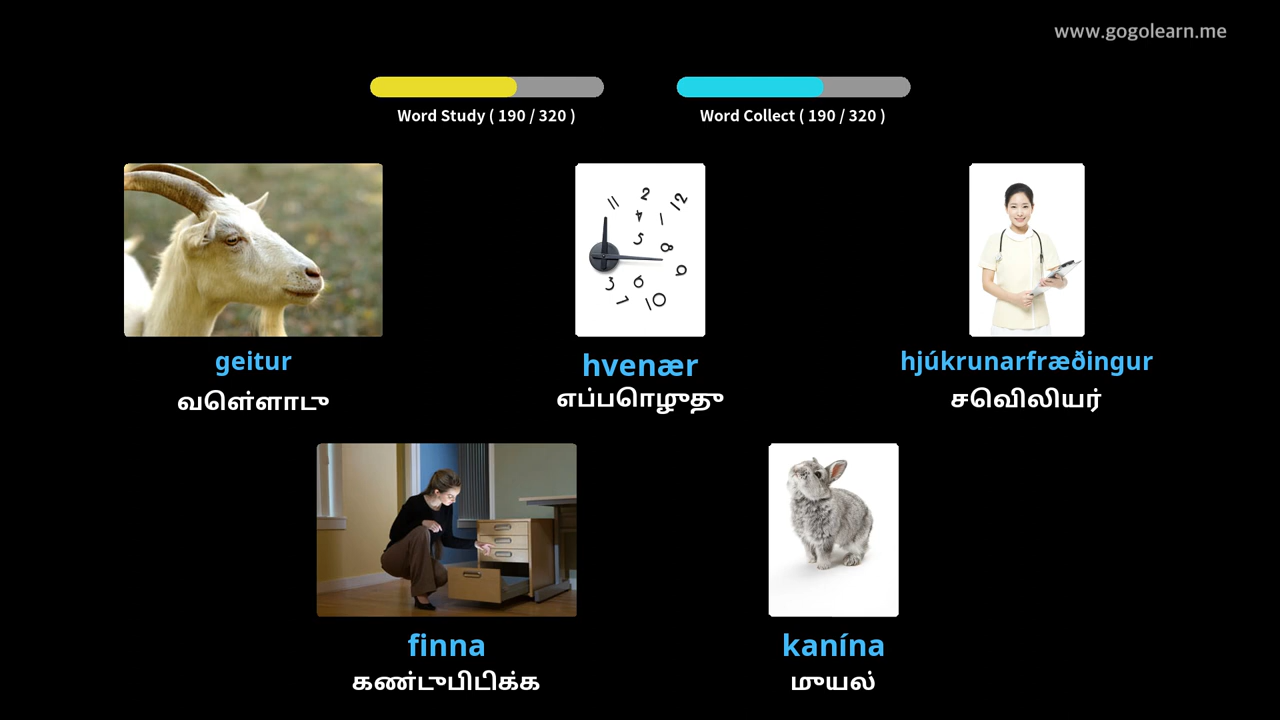 www.gogolearn.me
Word Study ( 190 / 320 )
Word Collect ( 190 / 320 )
geitur
வெள்ளாடு
hvenær
எப்பொழுது
hjúkrunarfræðingur
செவிலியர்
finna
கண்டுபிடிக்க
kanína
முயல்